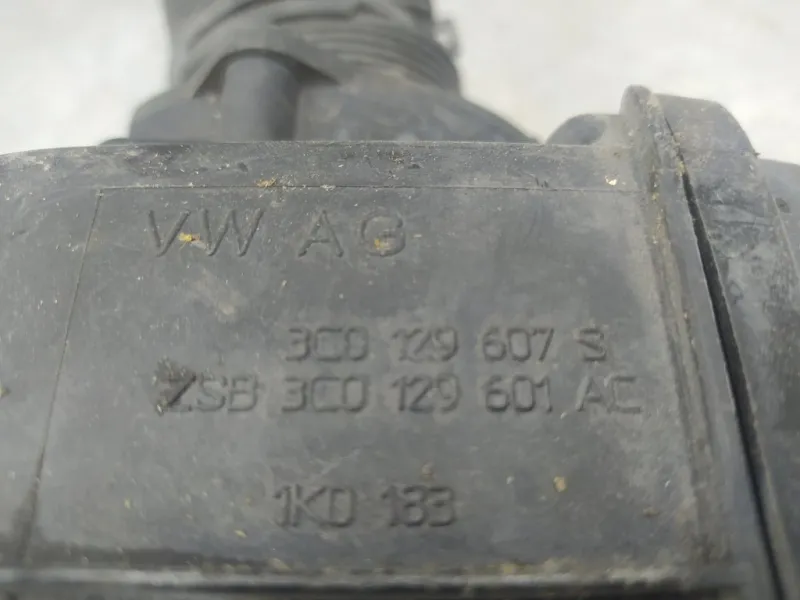 VW AG
3C0 129 607 S
ZSB 3C0 129 601 AC
1K0 183